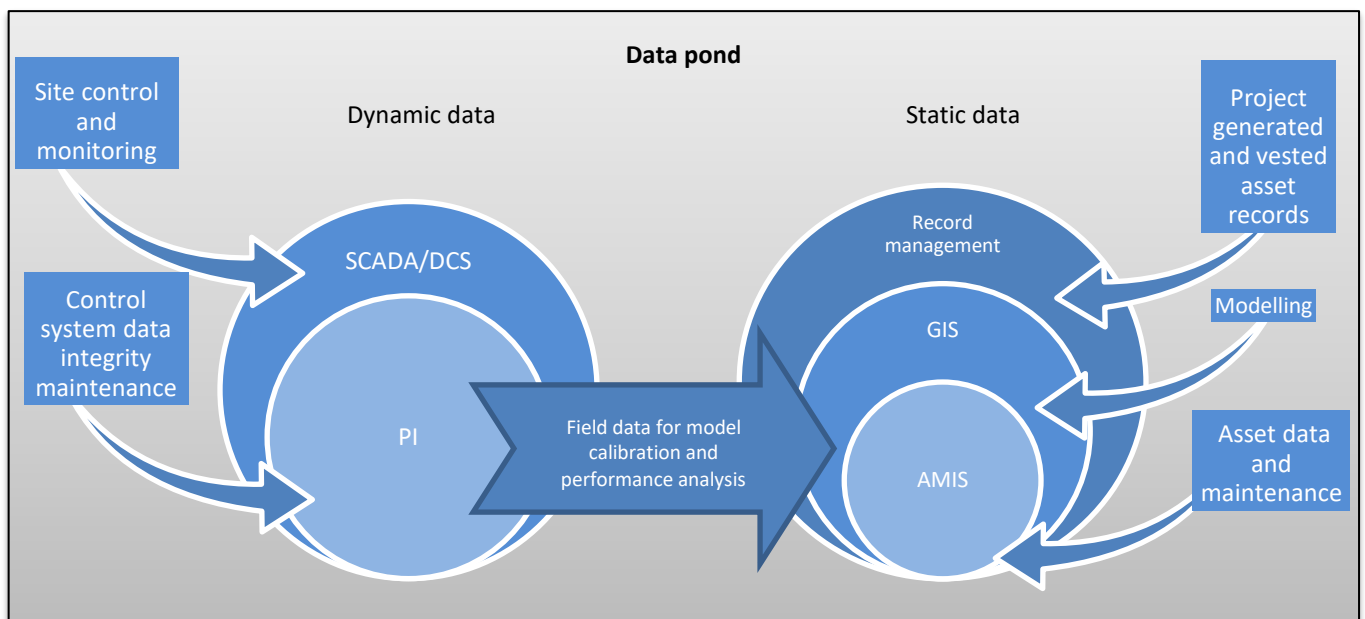 Data pond
Dynamic data
Static data
Site control
and
monitoring
Control
system data
integrity
maintenance
SCADA/DCS
PI
Field data for model
calibration and
performance analysis
Record
management
GIS
AMIS
Project
generated
and vested
asset
records
Modelling
Asset data
and
maintenance